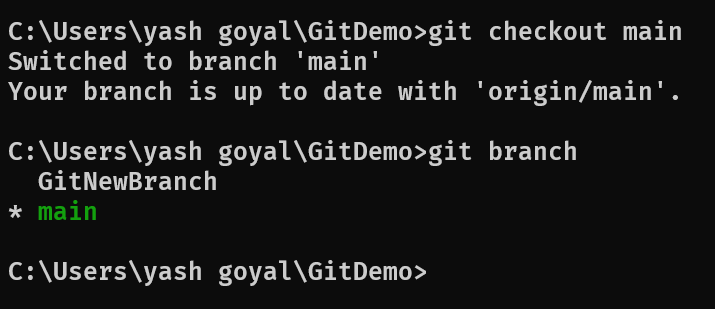 C:\Users\yash goyal\GitDemo>git checkout main
Switched to branch 'main'
Your branch is up to date with 'origin/main'.
C:\Users\yash goyal\GitDemo>git branch
  GitNewBranch
* main
C:\Users\yash goyal\GitDemo>